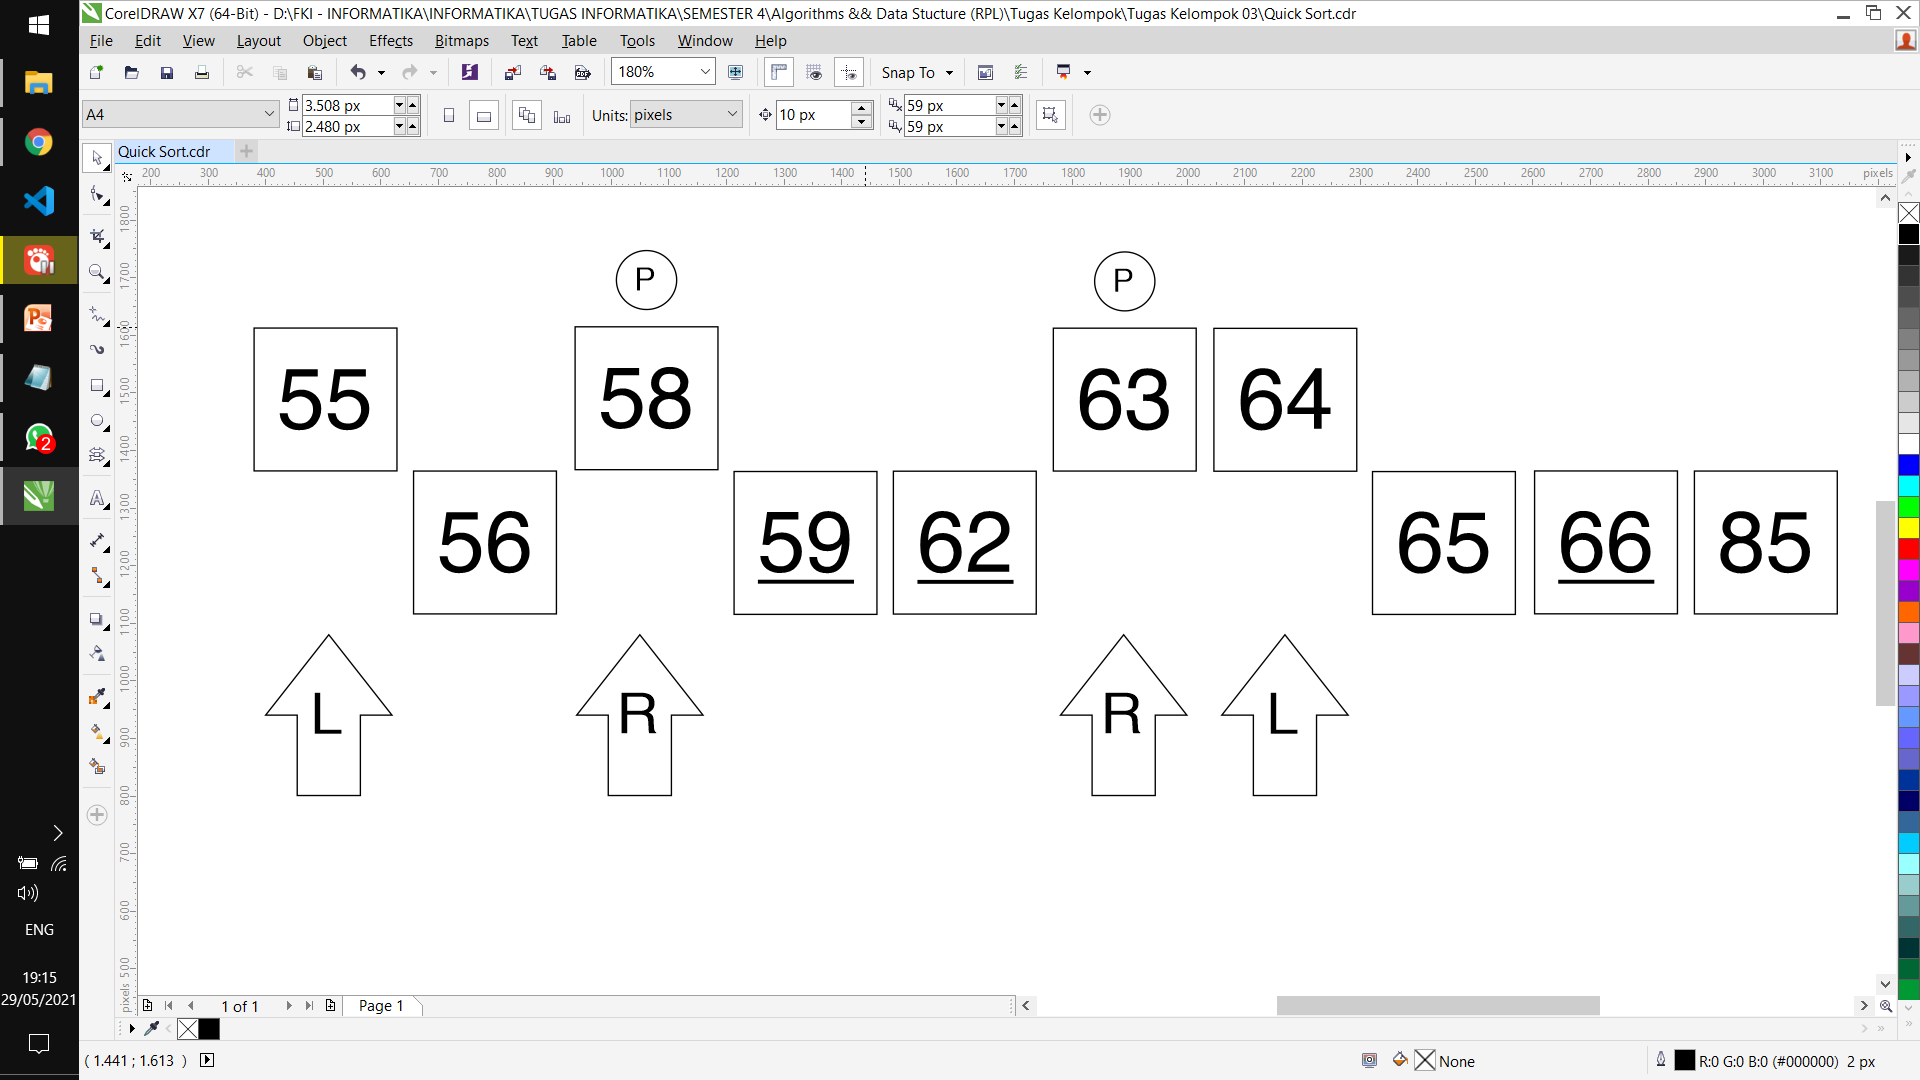 CorelDRAW X7 (64-Bit) - D:\FKI - INFORMATIKA\INFORMATIKA\TUGAS INFORMATIKA\SEMESTER 4\Algorithms && Data Stucture (RPL)\Tugas Kelompok\Tugas Kelompok 03\Quick Sort.cdr
File Edit View Layout Object Effects Bitmaps Text Table Tools Window Help
180% Snap To
A4 3.508 px 2.480 px Units: pixels 10 px 59 px 59 px
Quick Sort.cdr
200 300 400 500 600 700 800 900 1000 1100 1200 1300 1400 1500 1600 1700 1800 1900 2000 2100 2200 2300 2400 2500 2600 2700 2800 2900 3000 3100 pixels
1800 1700 1600 1500 1400 1300 1200 1100 1000 900 800 700 600 500 pixels
P P
55 58 63 64
56 59 62 65 66 85
L R R L
2
ENG
19:15
29/05/2021
1 of 1 Page 1
( 1.441 ; 1.613 ) None R:0 G:0 B:0 (#000000) 2 px